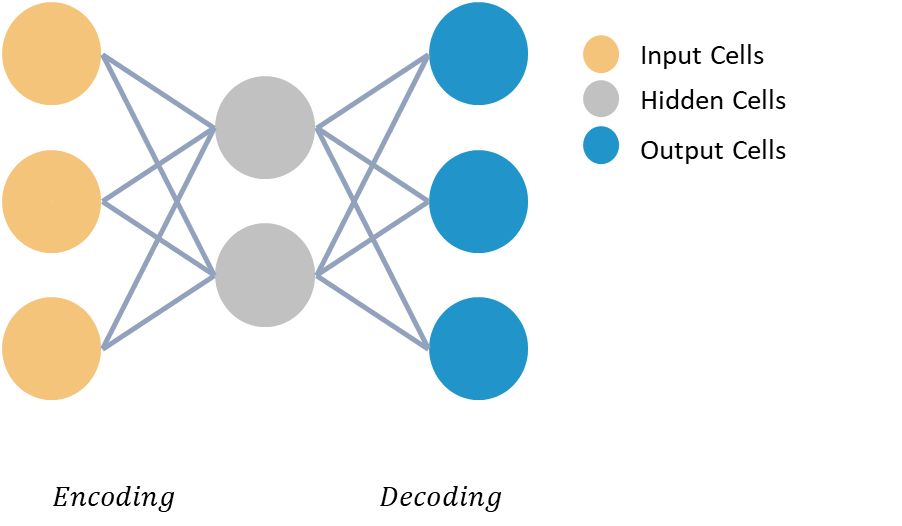 Input Cells
Hidden Cells
Output Cells
Encoding
Decoding